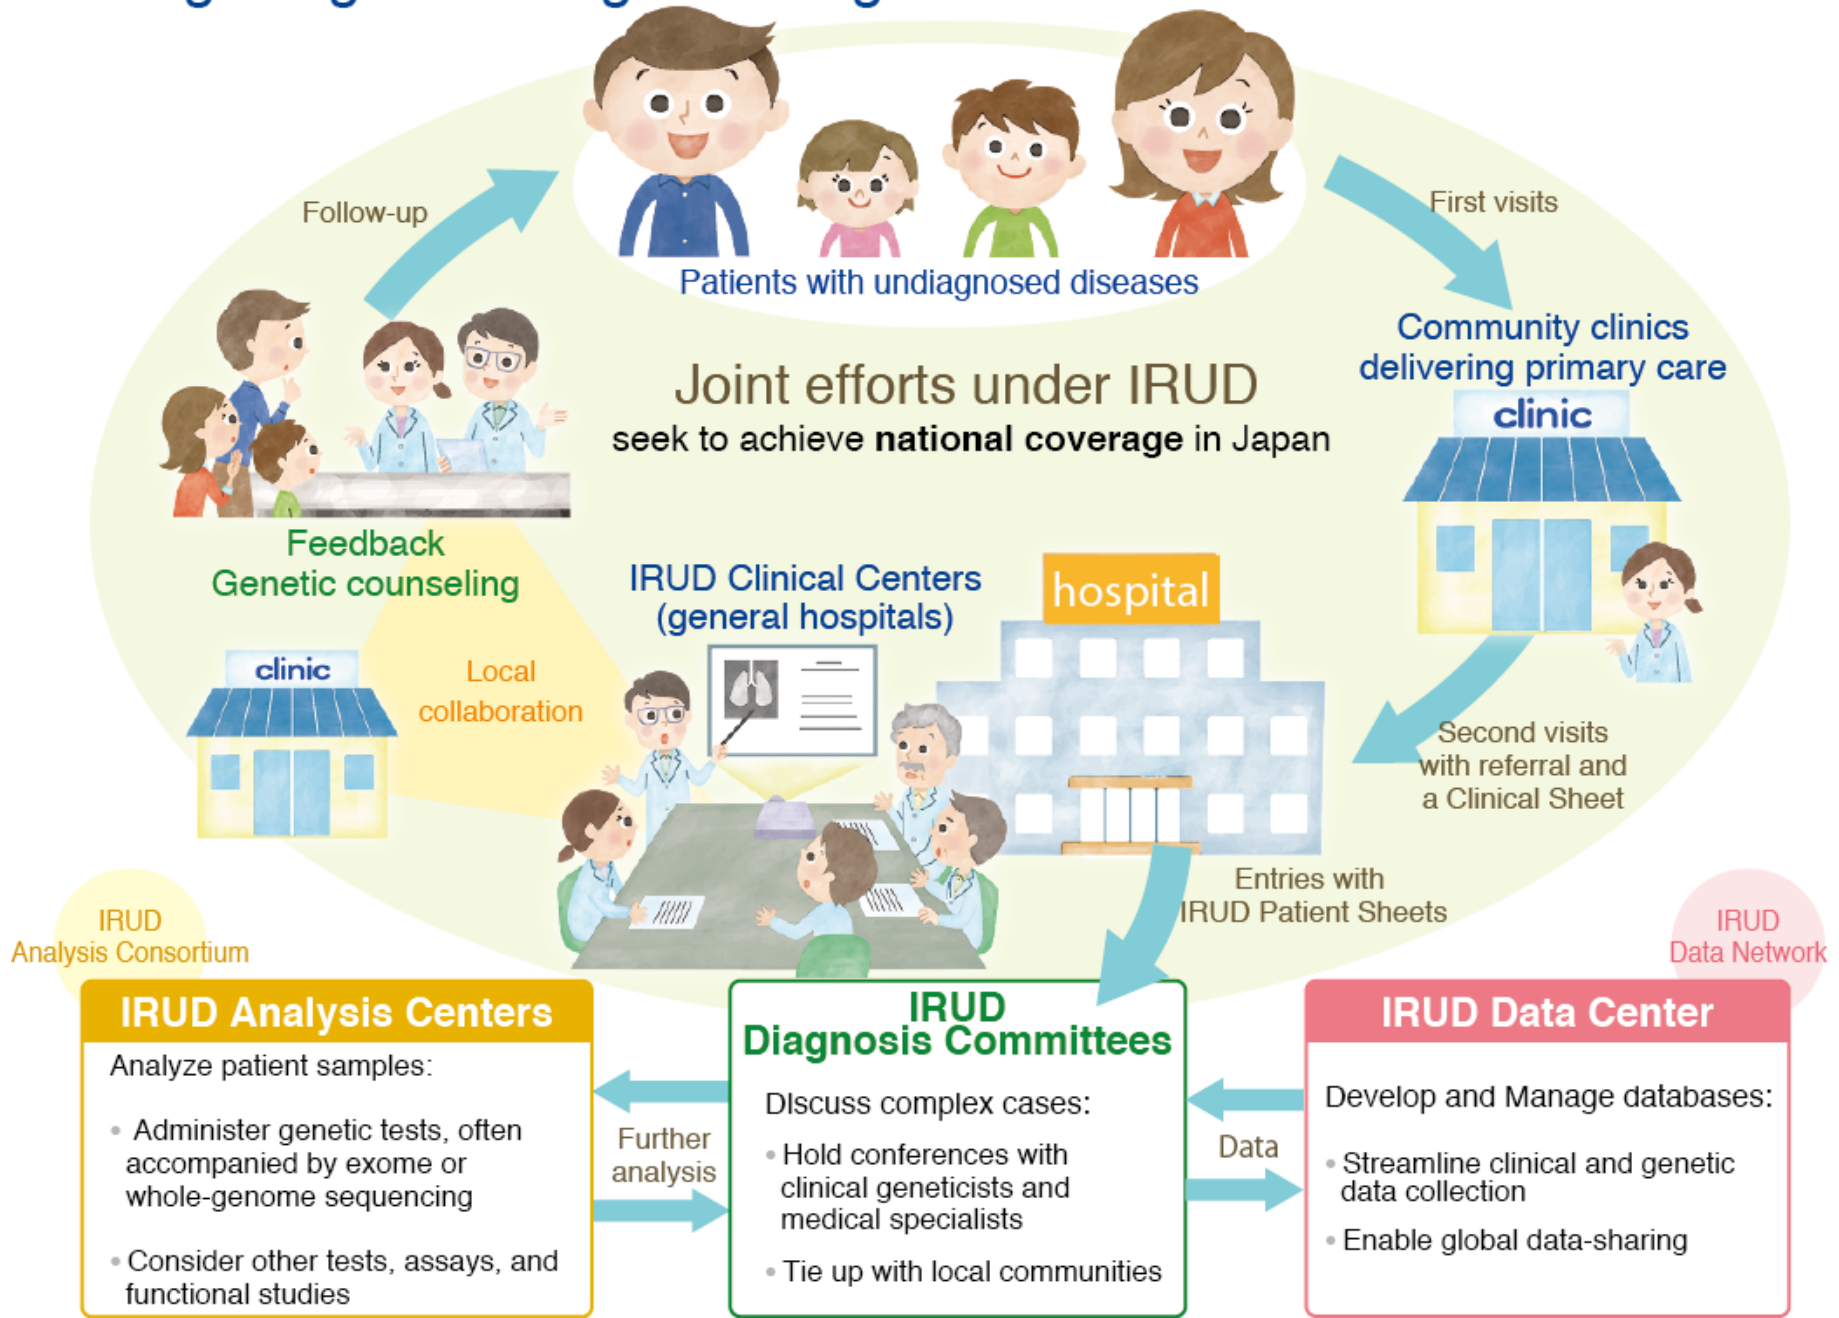 Patients with undiagnosed diseases
Follow-up
First visits
Joint efforts under IRUD
seek to achieve national coverage in Japan
Community clinics
delivering primary care
clinic
Second visits
with referral and
a Clinical Sheet
Feedback
Genetic counseling
clinic
Local
collaboration
IRUD Clinical Centers
(general hospitals)
hospital
Entries with
IRUD Patient Sheets
IRUD
Analysis Consortium
IRUD Analysis Centers
Analyze patient samples:
• Administer genetic tests, often
accompanied by exome or
whole-genome sequencing
• Consider other tests, assays, and
functional studies
Further
analysis
IRUD
Diagnosis Committees
DIscuss complex cases:
• Hold conferences with
clinical geneticists and
medical specialists
• Tie up with local communities
Data
IRUD
Data Network
IRUD Data Center
Develop and Manage databases:
• Streamline clinical and genetic
data collection
• Enable global data-sharing